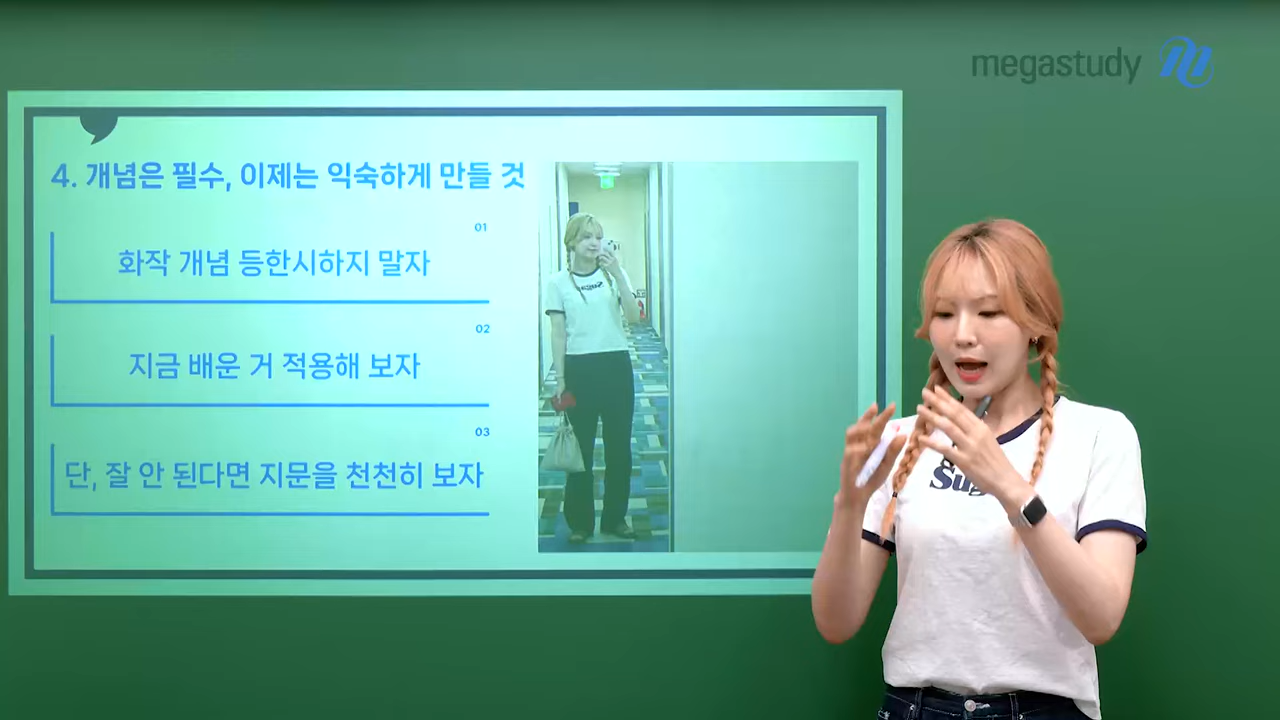 megastudy
4. 개념은 필수, 이제는 익숙하게 만들 것
01
화작 개념 등한시하지 말자
02
지금 배운 거 적용해 보자
03
단, 잘 안 된다면 지문을 천천히 보자